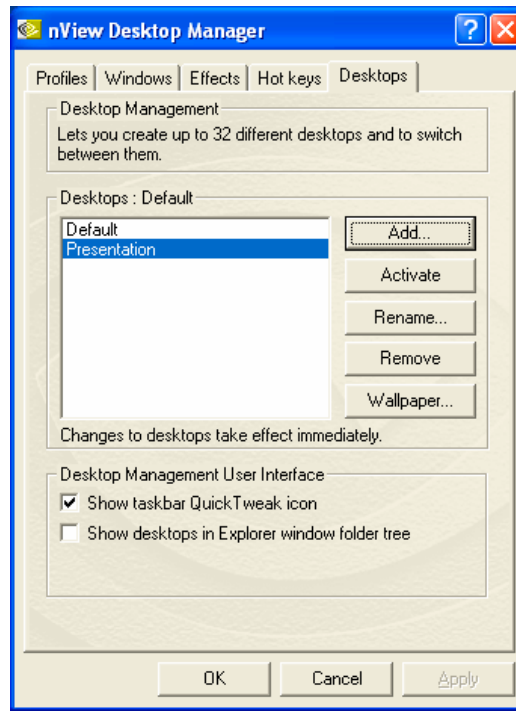 nView Desktop Manager
Profiles Windows Effects Hot keys Desktops
Desktop Management
Lets you create up to 32 different desktops and to switch
between them.
Desktops : Default
Default
Presentation
Add...
Activate
Rename...
Remove
Wallpaper...
Changes to desktops take effect immediately.
Desktop Management User Interface
Show taskbar QuickTweak icon
Show desktops in Explorer window folder tree
OK Cancel Apply